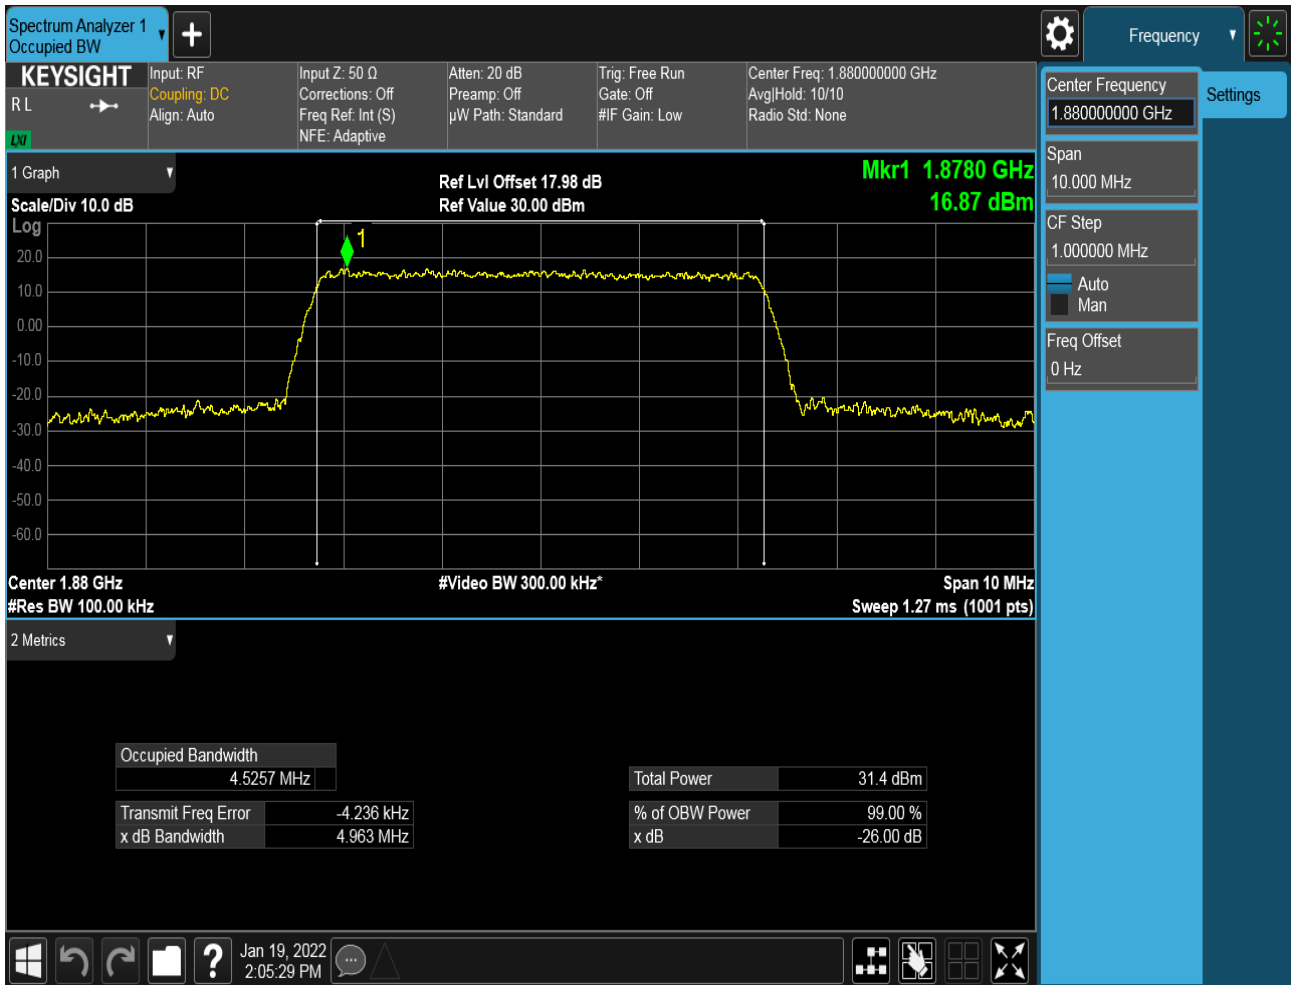 Spectrum Analyzer 1
Occupied BW
Frequency
KEYSIGHT
R L
LXI
Input: RF
Coupling: DC
Align: Auto
Input Z: 50 Ω
Corrections: Off
Freq Ref: Int (S)
NFE: Adaptive
Atten: 20 dB
Preamp: Off
µW Path: Standard
Trig: Free Run
Gate: Off
#IF Gain: Low
Center Freq: 1.880000000 GHz
Avg|Hold: 10/10
Radio Std: None
Center Frequency
1.880000000 GHz
Settings
Span
10.000 MHz
CF Step
1.000000 MHz
Auto
Man
Freq Offset
0 Hz
1 Graph
Scale/Div 10.0 dB
Ref Lvl Offset 17.98 dB
Ref Value 30.00 dBm
Mkr1 1.8780 GHz
16.87 dBm
Log
1
20.0
10.0
0.00
-10.0
-20.0
-30.0
-40.0
-50.0
-60.0
Center 1.88 GHz
#Video BW 300.00 kHz*
Span 10 MHz
#Res BW 100.00 kHz
Sweep 1.27 ms (1001 pts)
2 Metrics
Occupied Bandwidth
4.5257 MHz
Total Power 31.4 dBm
Transmit Freq Error -4.236 kHz
% of OBW Power 99.00 %
x dB Bandwidth 4.963 MHz
x dB -26.00 dB
Jan 19, 2022
2:05:29 PM